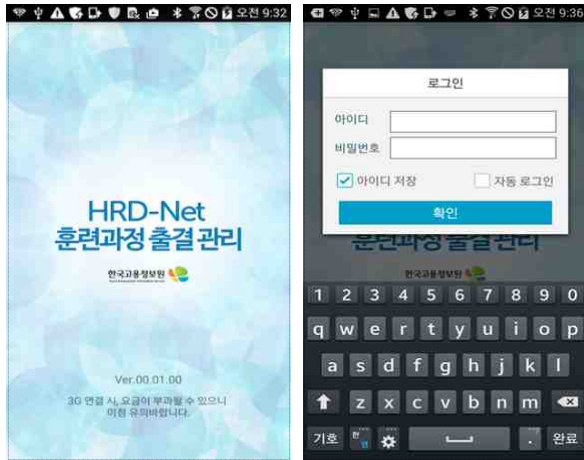 오전 9:32
HRD-Net
훈련과정 출결 관리
한국고용정보원
Ver.00.01.00
3G 연결 시, 요금이 부과될 수 있으니
이점 유의바랍니다.
오전 9:36
로그인
아이디
비밀번호
아이디 저장
자동 로그인
확인
훈련과정 출결 관리
한국고용정보원
1 2 3 4 5 6 7 8 9 0
q w e r t y u i o p
a s d f g h j k l
z x c v b n m
기호 한 . 완료